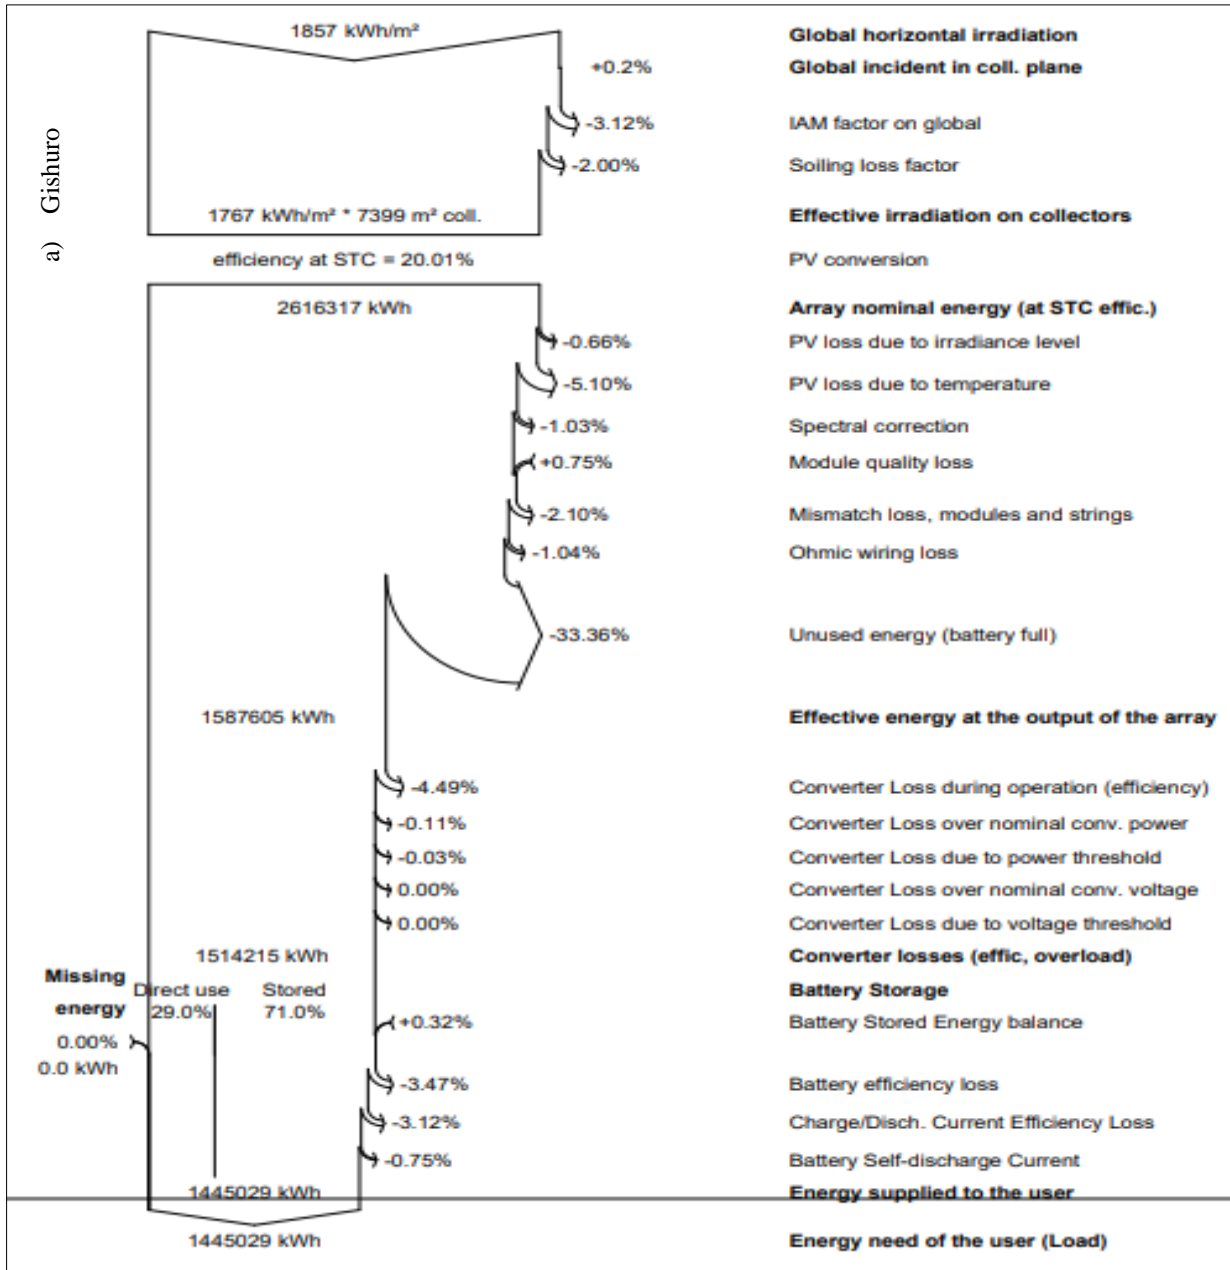 a) Gishuro
1857 kWh/m² Global horizontal irradiation
+0.2% Global incident in coll. plane
-3.12% IAM factor on global
-2.00% Soiling loss factor
1767 kWh/m² * 7399 m² coll. Effective irradiation on collectors
efficiency at STC = 20.01% PV conversion
2616317 kWh Array nominal energy (at STC effic.)
-0.66% PV loss due to irradiance level
-5.10% PV loss due to temperature
-1.03% Spectral correction
+0.75% Module quality loss
-2.10% Mismatch loss, modules and strings
-1.04% Ohmic wiring loss
-33.36% Unused energy (battery full)
1587605 kWh Effective energy at the output of the array
-4.49% Converter Loss during operation (efficiency)
-0.11% Converter Loss over nominal conv. power
-0.03% Converter Loss due to power threshold
0.00% Converter Loss over nominal conv. voltage
0.00% Converter Loss due to voltage threshold
1514215 kWh Converter losses (effic, overload)
Missing
energy
0.00%
0.0 kWh
Direct use Stored Battery Storage
29.0% 71.0%
+0.32% Battery Stored Energy balance
-3.47% Battery efficiency loss
-3.12% Charge/Disch. Current Efficiency Loss
-0.75% Battery Self-discharge Current
1445029 kWh Energy supplied to the user
1445029 kWh Energy need of the user (Load)